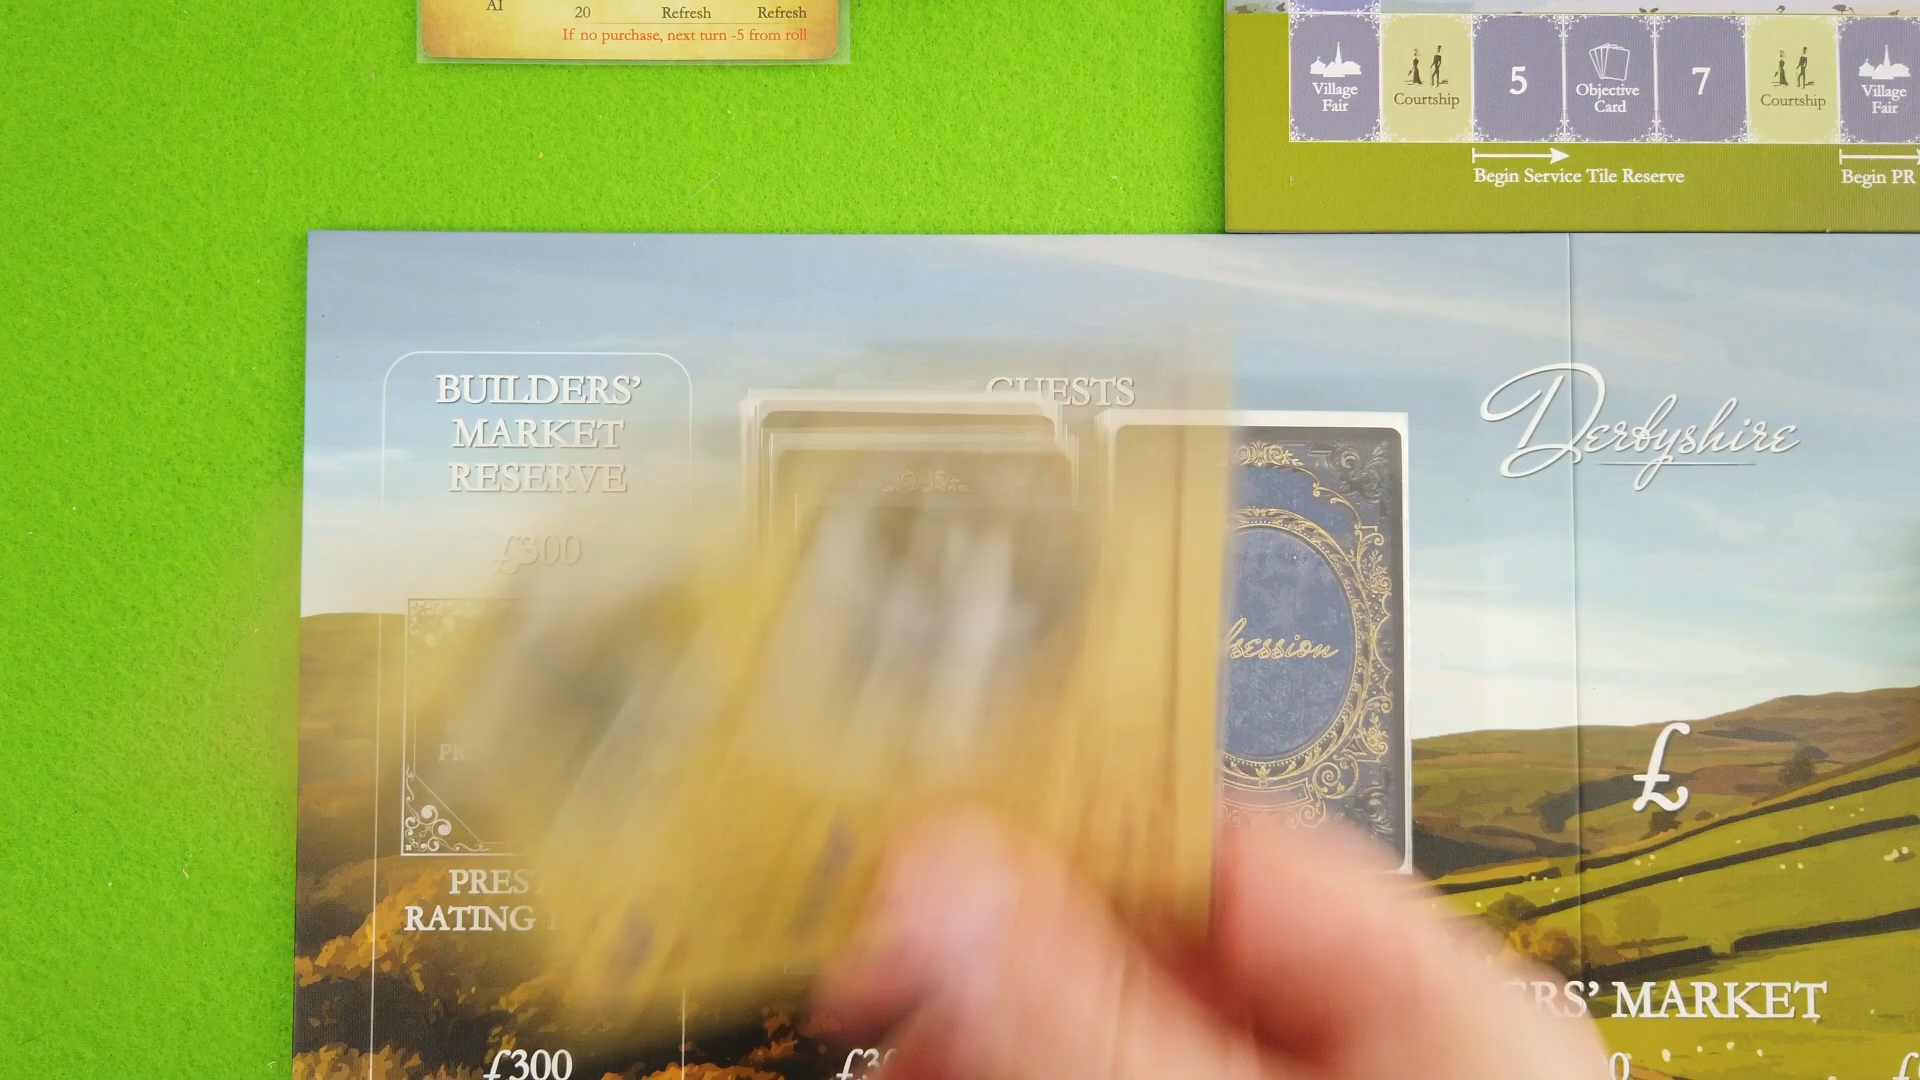 AI
20 Refresh Refresh
If no purchase, next turn -5 from roll
Village
Fair
Courtship
5
Objective
Card
7
Courtship
Village
Fair
Begin Service Tile Reserve
Begin PR
BUILDERS'
MARKET
RESERVE
£300
GUESTS
Derbyshire
£
RATING
MARKET
£300